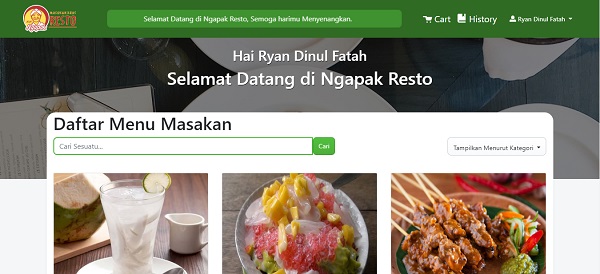 RESTO
Selamat Datang di Ngapak Resto, Semoga harimu Menyenangkan.
Cart
History
Ryan Dinul Fatah
Hai Ryan Dinul Fatah
Selamat Datang di Ngapak Resto
Daftar Menu Masakan
Cari Sesuatu...
Cari
Tampilkan Menurut Kategori